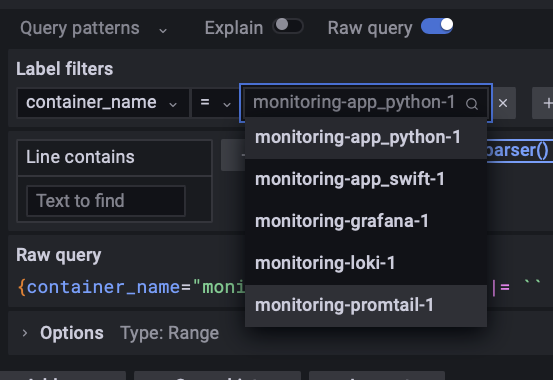 Query patterns Explain Raw query
Label filters
container_name = monitoring-app_python-1 × +
monitoring-app_python-1
monitoring-app_swift-1
monitoring-grafana-1
monitoring-loki-1
monitoring-promtail-1
Line contains
Text to find
parser()
Raw query
{container_name="moni |= ``
Options Type: Range